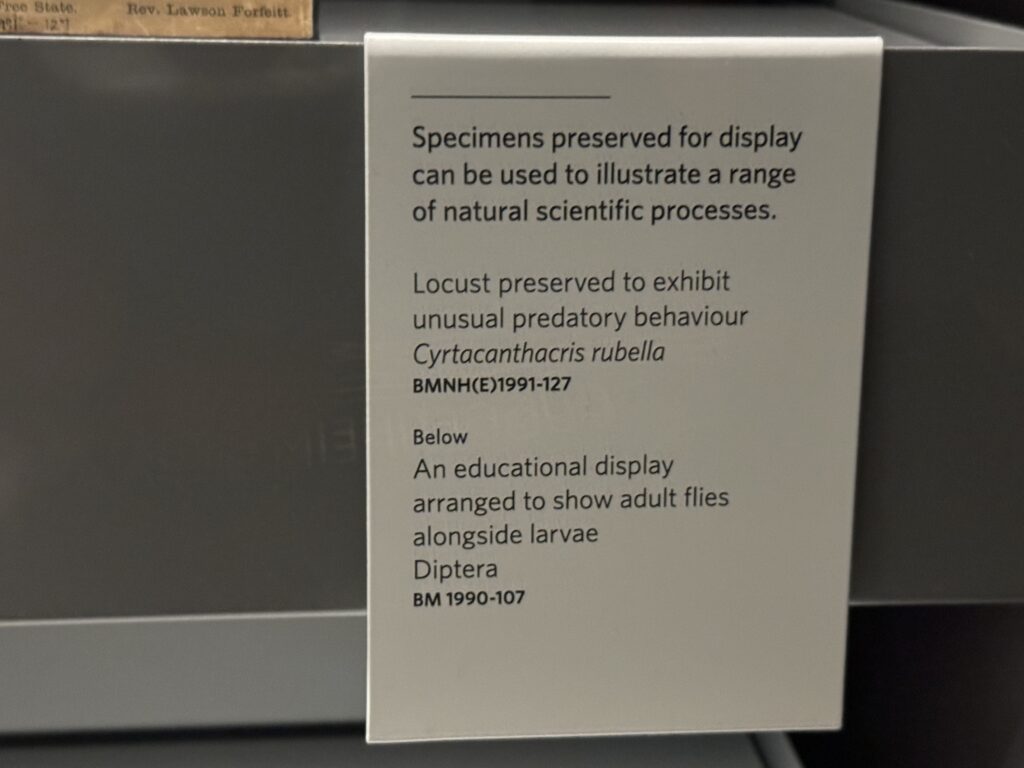 Free State.
Rev. Lawson Forfeitt.
Specimens preserved for display
can be used to illustrate a range
of natural scientific processes.
Locust preserved to exhibit
unusual predatory behaviour
Cyrtacanthacris rubella
BMNH(E)1991-127
Below
An educational display
arranged to show adult flies
alongside larvae
Diptera
BM 1990-107